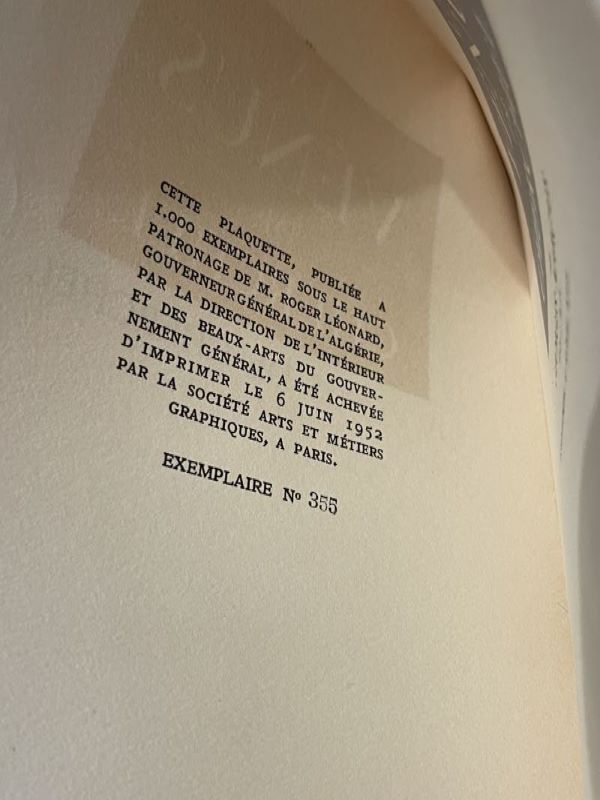 CETTE PLAQUETTE, PUBLIÉE A
1.000 EXEMPLAIRES SOUS LE HAUT
PATRONAGE DE M. ROGER LÉONARD,
GOUVERNEUR GÉNÉRAL DE L'ALGÉRIE,
PAR LA DIRECTION DE L'INTÉRIEUR
ET DES BEAUX-ARTS DU GOUVER-
NEMENT GÉNÉRAL, A ÉTÉ ACHEVÉE
D'IMPRIMER LE 6 JUIN 1952
PAR LA SOCIÉTÉ ARTS ET MÉTIERS
GRAPHIQUES, A PARIS.
EXEMPLAIRE Nº 355